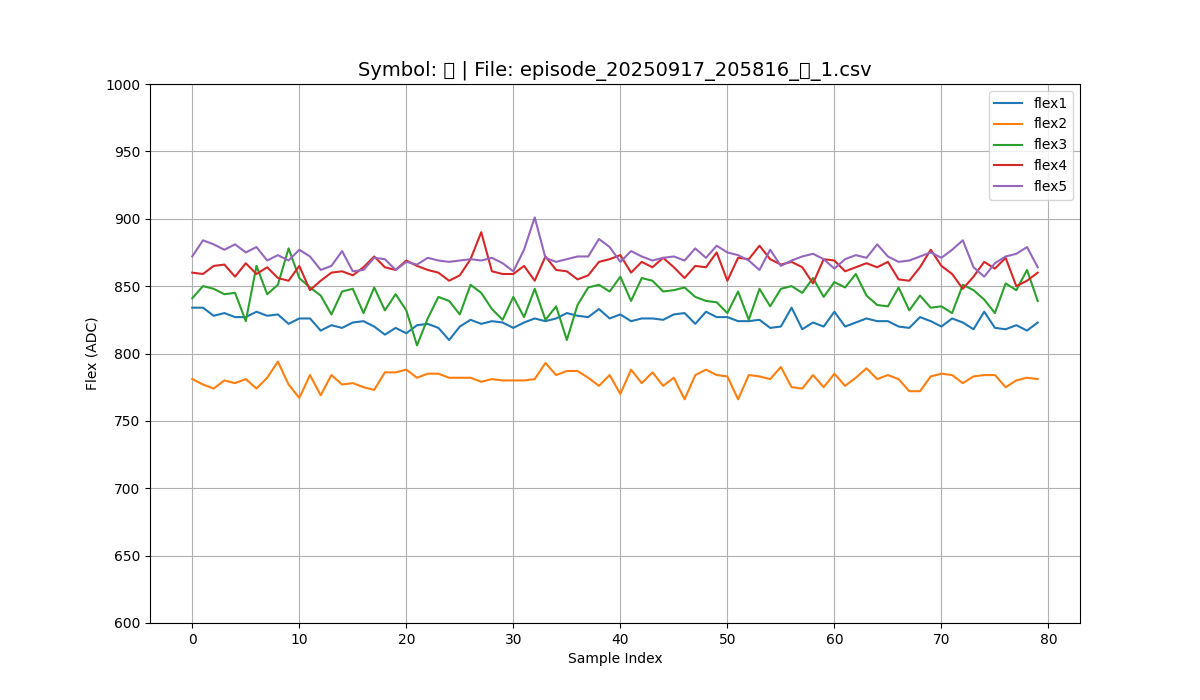 Symbol: ▯ | File: episode_20250917_205816_▯_1.csv
1000
950
900
850
800
750
700
650
600
Flex (ADC)
0 10 20 30 40 50 60 70 80
Sample Index
flex1
flex2
flex3
flex4
flex5